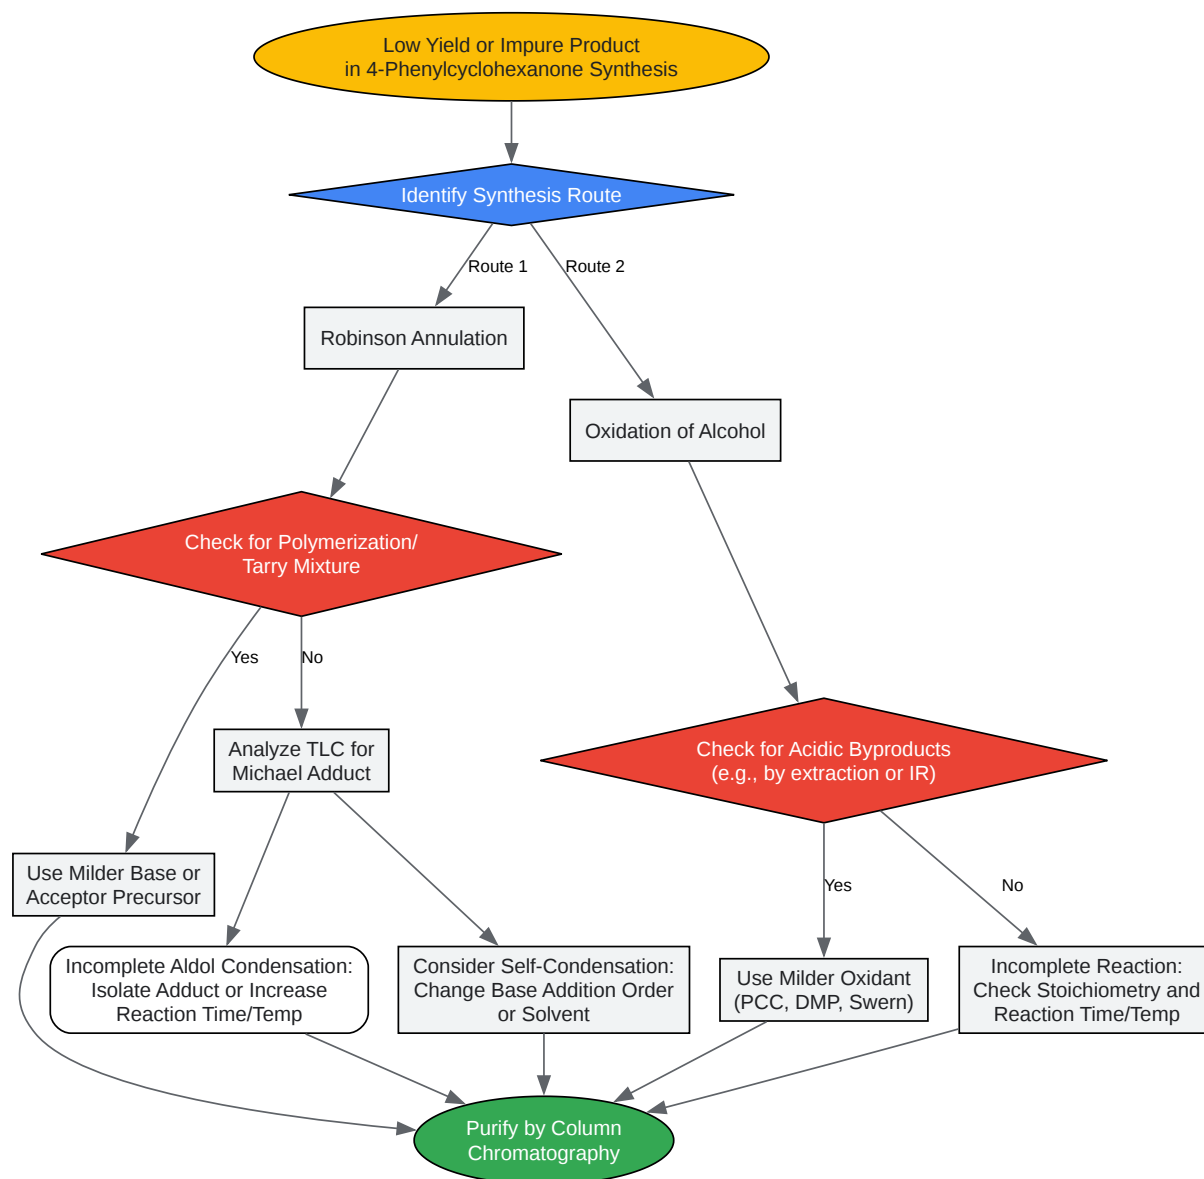 Low Yield or Impure Product
in 4-Phenylcyclohexanone Synthesis
Identify Synthesis Route
Route 1
Route 2
Robinson Annulation
Oxidation of Alcohol
Check for Polymerization/
Tarry Mixture
Yes
No
Analyze TLC for
Michael Adduct
Check for Acidic Byproducts
(e.g., by extraction or IR)
Use Milder Base or
Acceptor Precursor
Yes
No
Incomplete Aldol Condensation:
Isolate Adduct or Increase
Reaction Time/Temp
Consider Self-Condensation:
Change Base Addition Order
or Solvent
Use Milder Oxidant
(PCC, DMP, Swern)
Incomplete Reaction:
Check Stoichiometry and
Reaction Time/Temp
Purify by Column
Chromatography